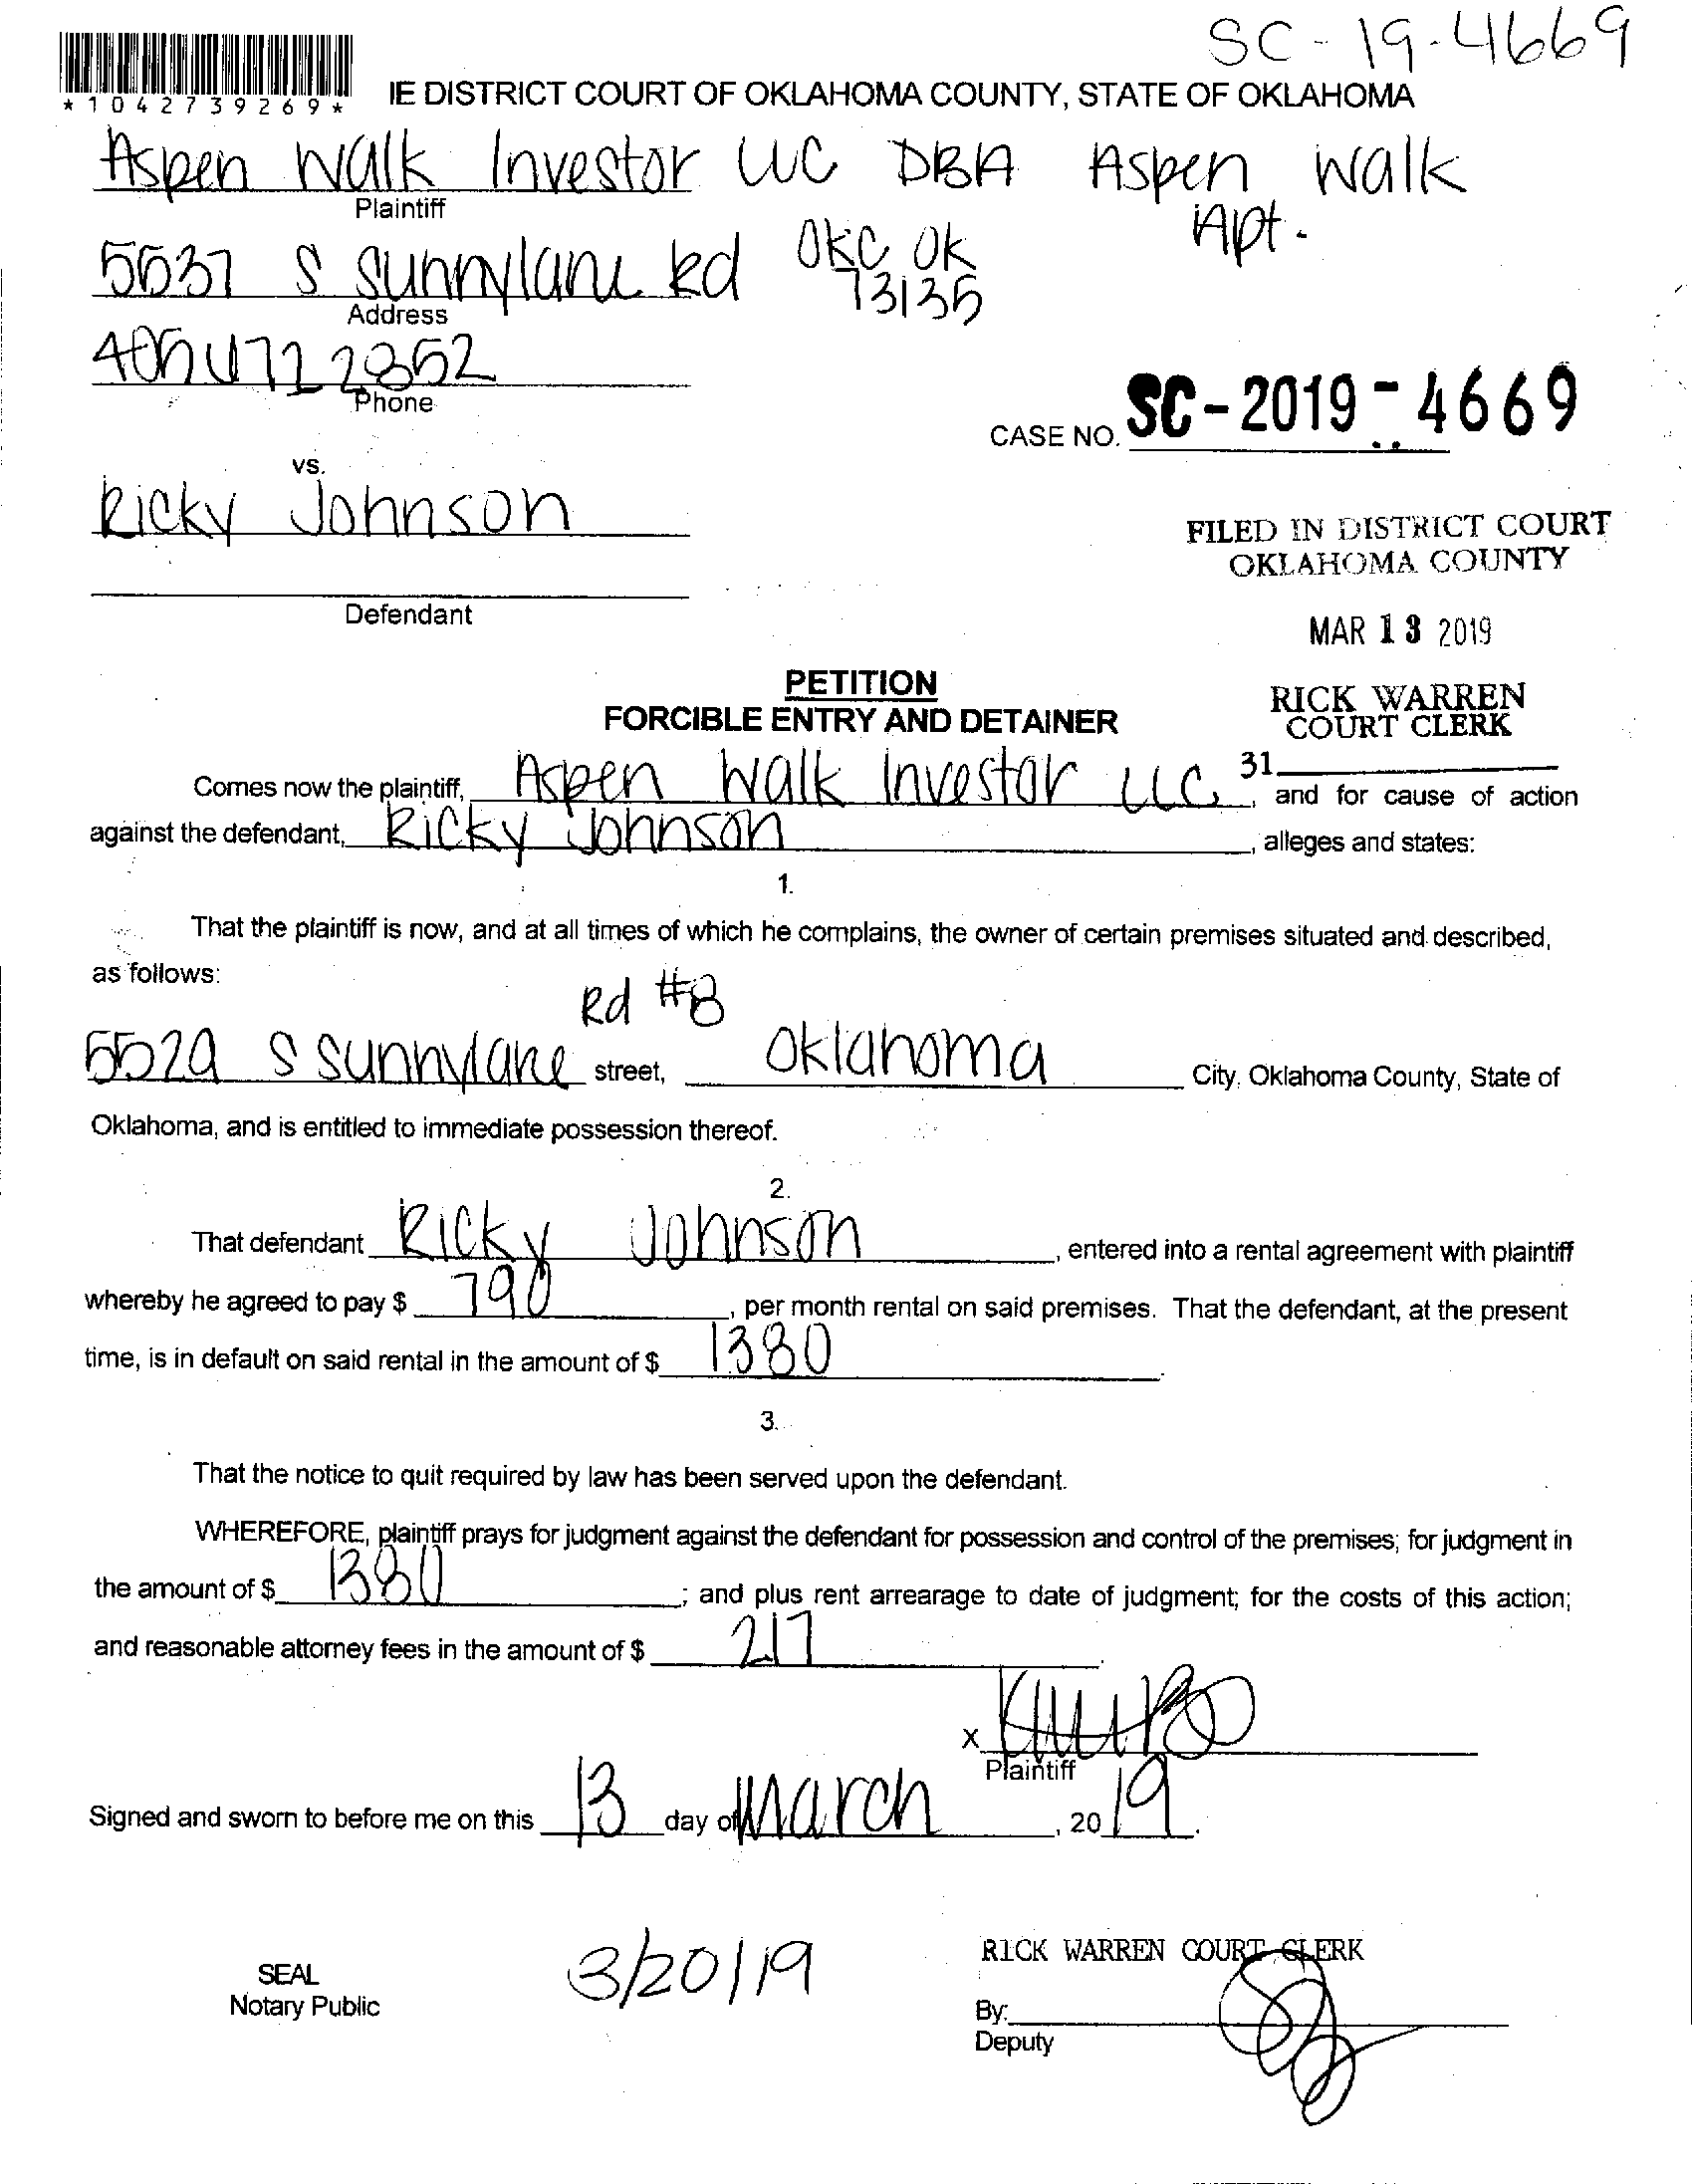 SC-19-4669
*1042739269*
IE DISTRICT COURT OF OKLAHOMA COUNTY, STATE OF OKLAHOMA
Aspen Walk Investor LLC DBA Aspen Walk
Apt.
Plaintiff
5537 S Sunnylane Rd OKC OK
73135
Address
405 472 2852
Phone
CASE NO. SC-2019-4669
vs.
Ricky Johnson
FILED IN DISTRICT COURT
OKLAHOMA COUNTY
Defendant
MAR 13 2019
PETITION
RICK WARREN
FORCIBLE ENTRY AND DETAINER
COURT CLERK
31
Comes now the plaintiff, Aspen Walk Investor LLC, and for cause of action
against the defendant, Ricky Johnson, alleges and states:
1.
That the plaintiff is now, and at all times of which he complains, the owner of certain premises situated and described,
as follows:
Rd #8
5529 S Sunnylane street, Oklahoma City, Oklahoma County, State of
Oklahoma, and is entitled to immediate possession thereof.
2.
That defendant Ricky Johnson, entered into a rental agreement with plaintiff
whereby he agreed to pay $ 790, per month rental on said premises. That the defendant, at the present
time, is in default on said rental in the amount of $ 1380.
3.
That the notice to quit required by law has been served upon the defendant.
WHEREFORE, plaintiff prays for judgment against the defendant for possession and control of the premises; for judgment in
the amount of $ 1380; and plus rent arrearage to date of judgment; for the costs of this action;
and reasonable attorney fees in the amount of $ 217.
X
Plaintiff
Signed and sworn to before me on this 13 day of March, 2019.
RICK WARREN COURT CLERK
SEAL
3/20/19
Notary Public
By:
Deputy